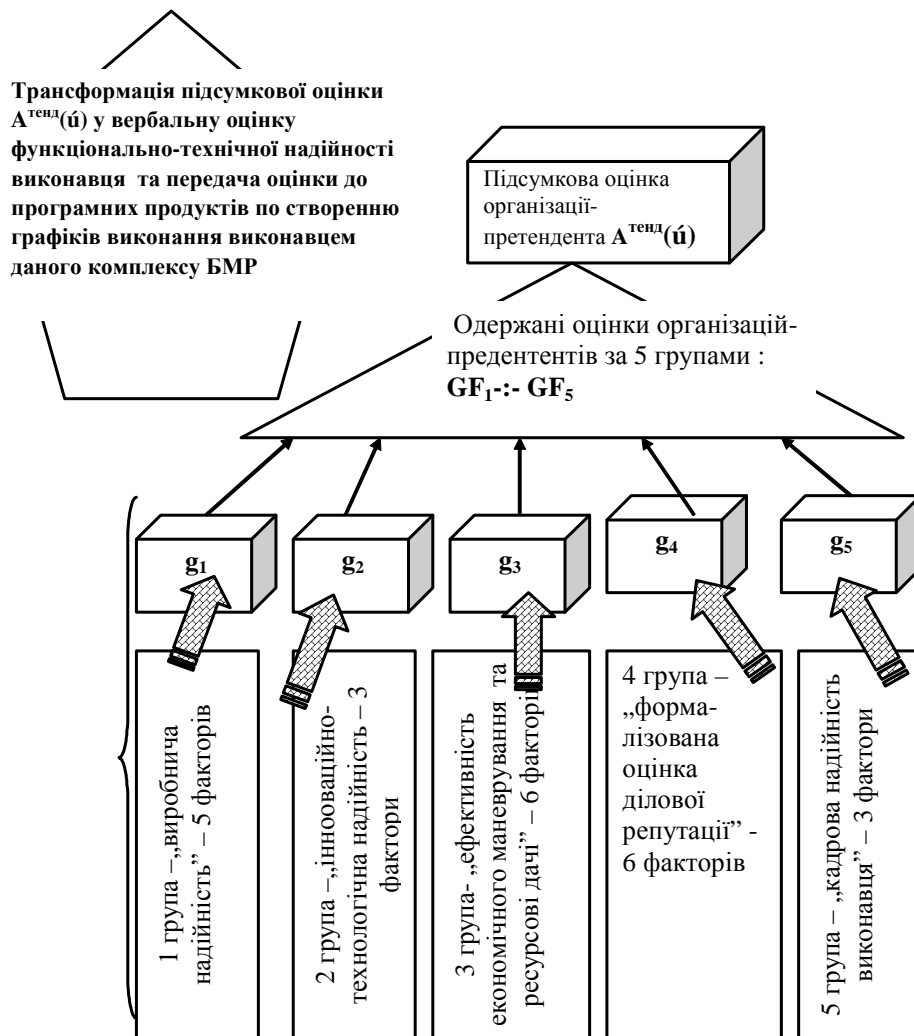 Трансформація підсумкової оцінки
Aтенд(ú) у вербальну оцінку
функціонально-технічної надійності
виконавця та передача оцінки до
програмних продуктів по створенню
графіків виконання виконавцем
даного комплексу БМР
Підсумкова оцінка
організації-
претендента Aтенд(ú)
Одержані оцінки організацій-
предентентів за 5 групами :
GF1-:- GF5
g1
g2
g3
g4
g5
1 група –„виробнича
надійність” – 5 факторів
2 група –„іннооваційно-
технологічна надійність – 3
фактори
3 група- „ефективність
економічного маневрування та
ресурсові дачі” – 6 факторів
4 група –
„форма-
лізована
оцінка
ділової
репутації” -
6 факторів
5 група – „кадрова надійність
виконавця” – 3 фактори